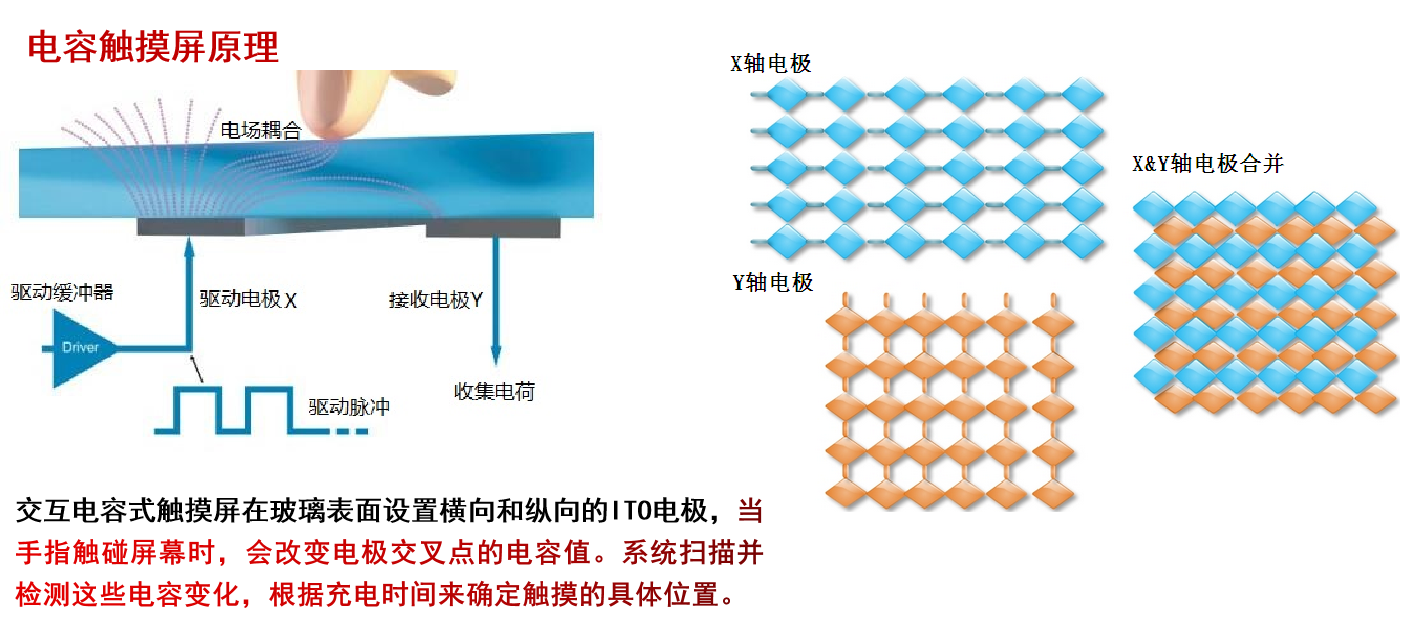 电容触摸屏原理
电场耦合
驱动缓冲器
驱动电极X
接收电极Y
Driver
收集电荷
驱动脉冲
X轴电极
Y轴电极
X&Y轴电极合并
交互电容式触摸屏在玻璃表面设置横向和纵向的ITO电极，当
手指触碰屏幕时，会改变电极交叉点的电容值。系统扫描并
检测这些电容变化，根据充电时间来确定触摸的具体位置。